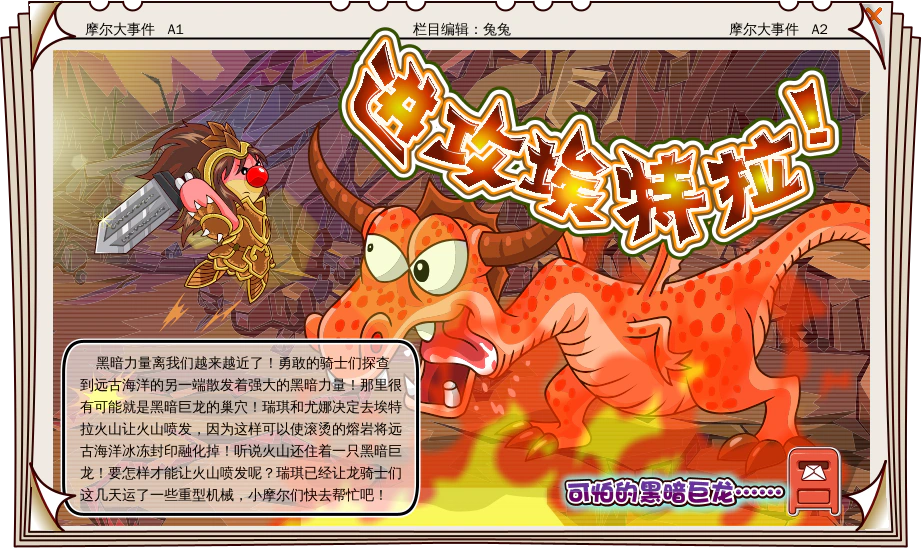 摩尔大事件 A1
栏目编辑：兔兔
摩尔大事件 A2
进攻埃特拉！
黑暗力量离我们越来越近了！勇敢的骑士们探查
到远古海洋的另一端散发着强大的黑暗力量！那里很
有可能就是黑暗巨龙的巢穴！瑞琪和尤娜决定去埃特
拉火山让火山喷发，因为这样可以使滚烫的熔岩将远
古海洋冰冻封印融化掉！听说火山还住着一只黑暗巨
龙！要怎样才能让火山喷发呢？瑞琪已经让龙骑士们
这几天运了一些重型机械，小摩尔们快去帮忙吧！
可怕的黑暗巨龙……